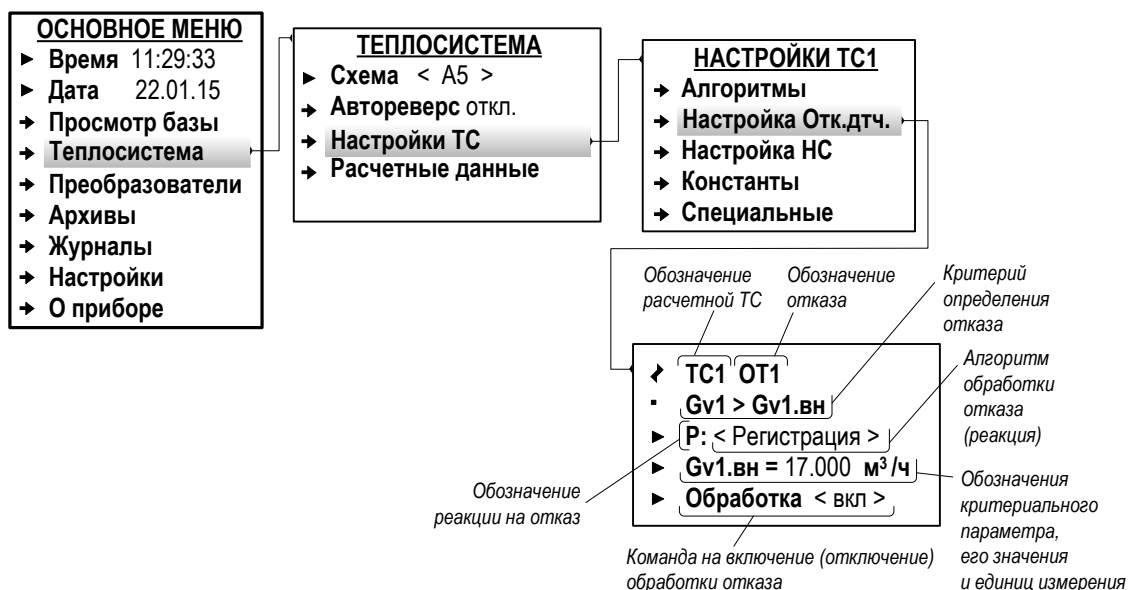 ОСНОВНОЕ МЕНЮ
Время 11:29:33
Дата 22.01.15
Просмотр базы
Теплосистема
Преобразователи
Архивы
Журналы
Настройки
О приборе
ТЕПЛОСИСТЕМА
Схема < А5 >
Автореверс откл.
Настройки ТС
Расчетные данные
НАСТРОЙКИ ТС1
Алгоритмы
Настройка Отк.дтч.
Настройка НС
Константы
Специальные
Обозначение
расчетной ТС
Обозначение
отказа
Критерий
определения
отказа
ТС1 ОТ1
Gv1 > Gv1.вн
Р: < Регистрация >
Gv1.вн = 17.000 м³/ч
Обработка < вкл >
Алгоритм
обработки
отказа
(реакция)
Обозначение
реакции на отказ
Обозначения
критериального
параметра,
его значения
и единиц измерения
Команда на включение (отключение)
обработки отказа